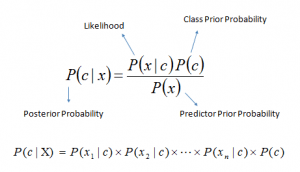 Likelihood
Class Prior Probability
P(c | x) = P(x | c)P(c) / P(x)
Posterior Probability
Predictor Prior Probability
P(c | X) = P(x₁ | c) × P(x₂ | c) × ⋯ × P(xₙ | c) × P(c)